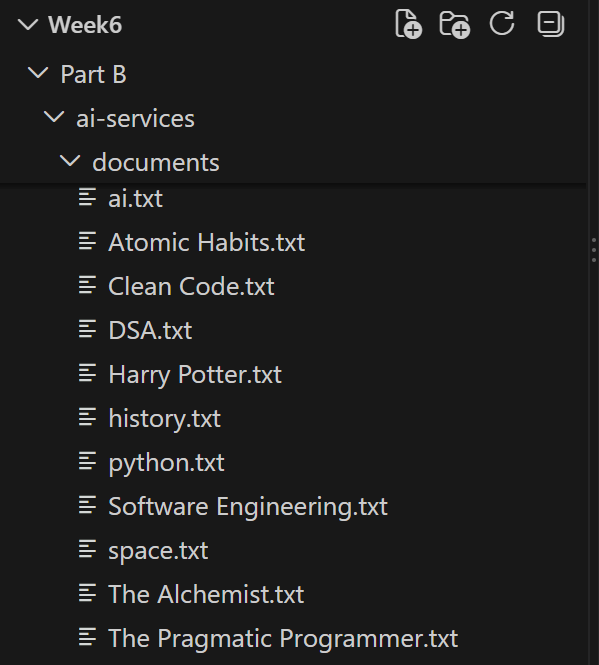 Week6
Part B
ai-services
documents
ai.txt
Atomic Habits.txt
Clean Code.txt
DSA.txt
Harry Potter.txt
history.txt
python.txt
Software Engineering.txt
space.txt
The Alchemist.txt
The Pragmatic Programmer.txt